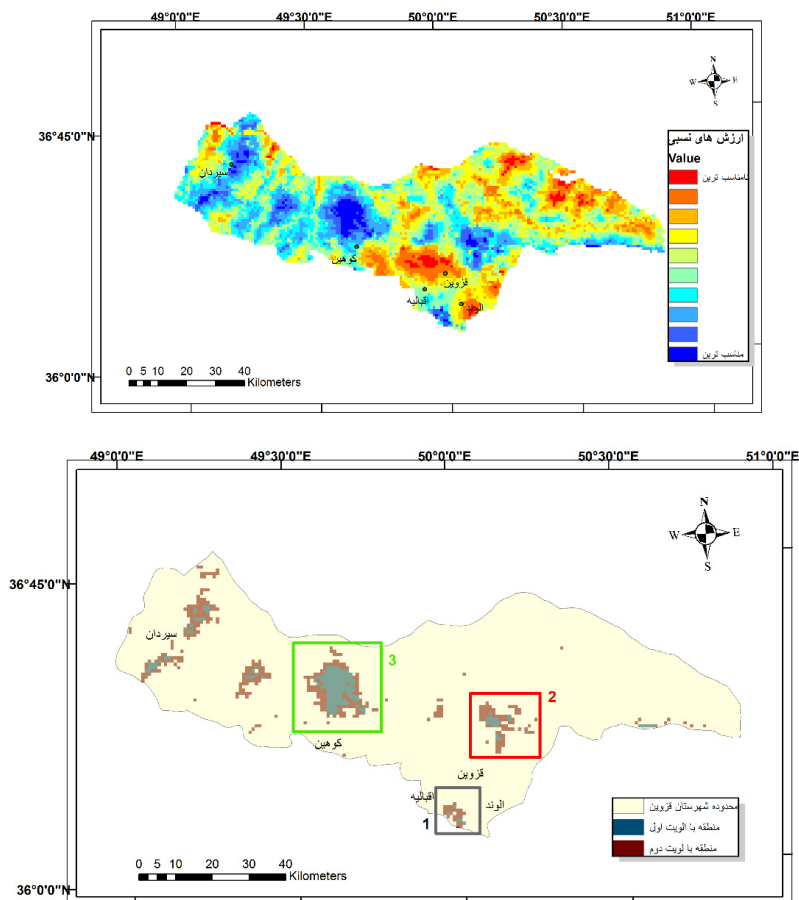 49°0'0"E 49°30'0"E 50°0'0"E 50°30'0"E 51°0'0"E
N
W E
S
36°45'0"N
ارزش های نسبی
Value
نامناسب ترین
سیردان
کوهین
قزوین
اقبالیه
الوند
مناسب ترین
0 5 10 20 30 40
Kilometers
36°0'0"N
49°0'0"E 49°30'0"E 50°0'0"E 50°30'0"E 51°0'0"E
N
W E
S
36°45'0"N
سیردان
3
2
کوهین
قزوین
اقبالیه
الوند
1
محدوده شهرستان قزوین
منطقه با الویت اول
منطقه با لویت دوم
0 5 10 20 30 40
Kilometers
36°0'0"N